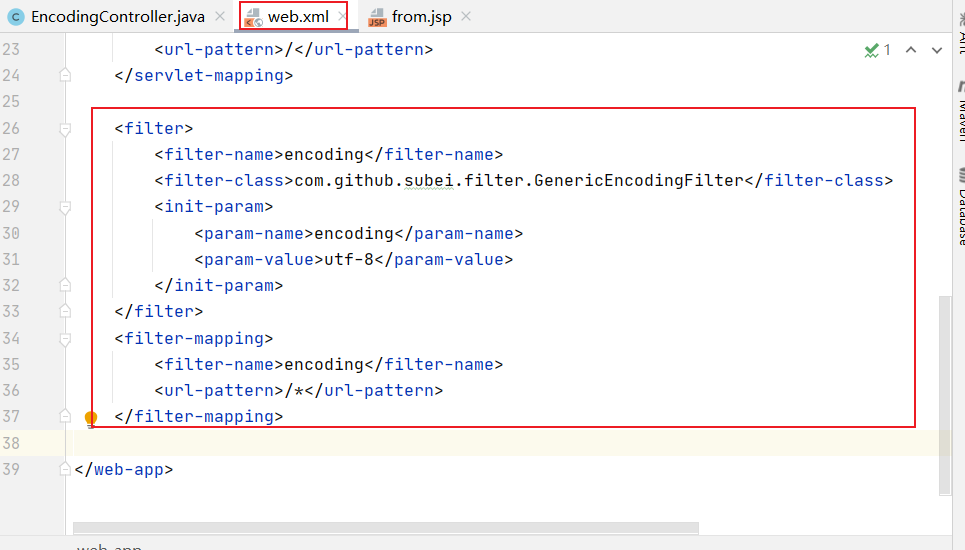 EncodingController.java web.xml from.jsp
1
23 <url-pattern>/</url-pattern>
24 </servlet-mapping>
25
26 <filter>
27 <filter-name>encoding</filter-name>
28 <filter-class>com.github.subei.filter.GenericEncodingFilter</filter-class>
29 <init-param>
30 <param-name>encoding</param-name>
31 <param-value>utf-8</param-value>
32 </init-param>
33 </filter>
34 <filter-mapping>
35 <filter-name>encoding</filter-name>
36 <url-pattern>/*</url-pattern>
37 </filter-mapping>
38
39 </web-app>
web-app
Maven
Database